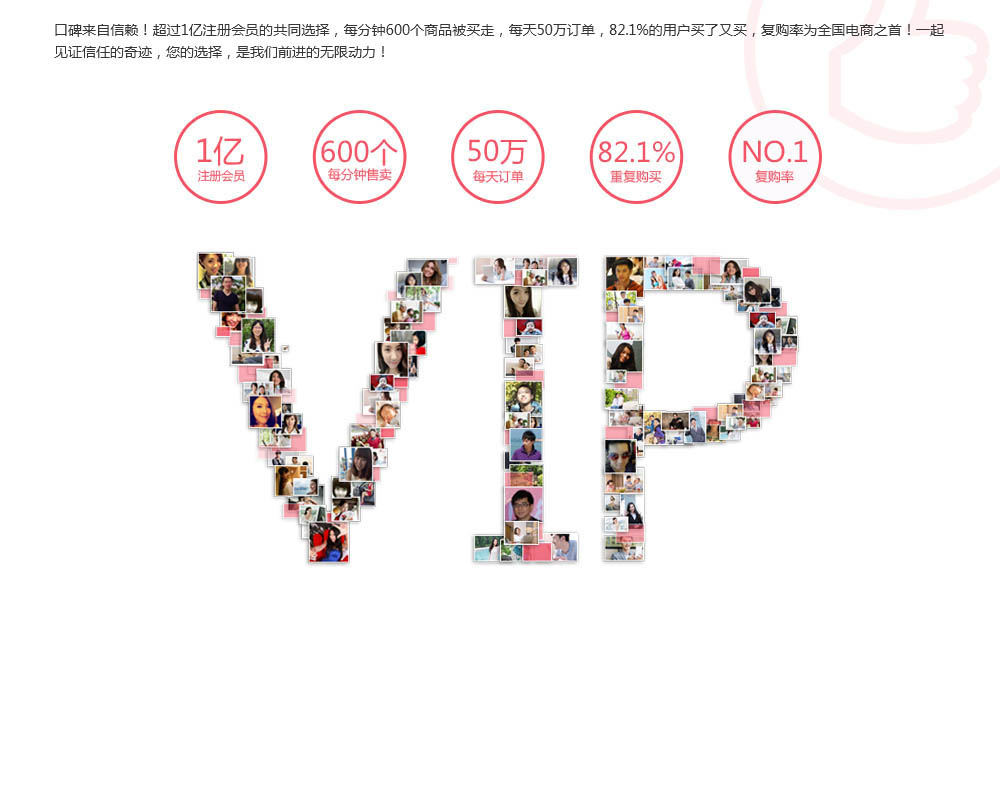 口碑来自信赖！超过1亿注册会员的共同选择，每分钟600个商品被买走，每天50万订单，82.1%的用户买了又买，复购率为全国电商之首！一起
见证信任的奇迹，您的选择，是我们前进的无限动力！
1亿
注册会员
600个
每分钟售卖
50万
每天订单
82.1%
重复购买
NO.1
复购率
VIP